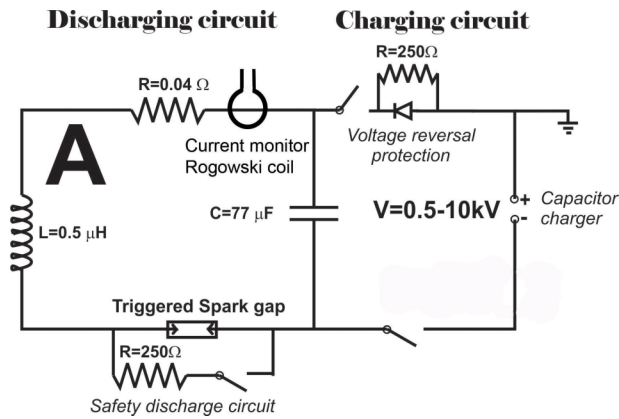 Discharging circuit
Charging circuit
R=250Ω
R=0.04 Ω
A
Current monitor
Rogowski coil
Voltage reversal
protection
L=0.5 μH
C=77 μF
V=0.5-10kV
+
-
Capacitor
charger
Triggered Spark gap
R=250Ω
Safety discharge circuit